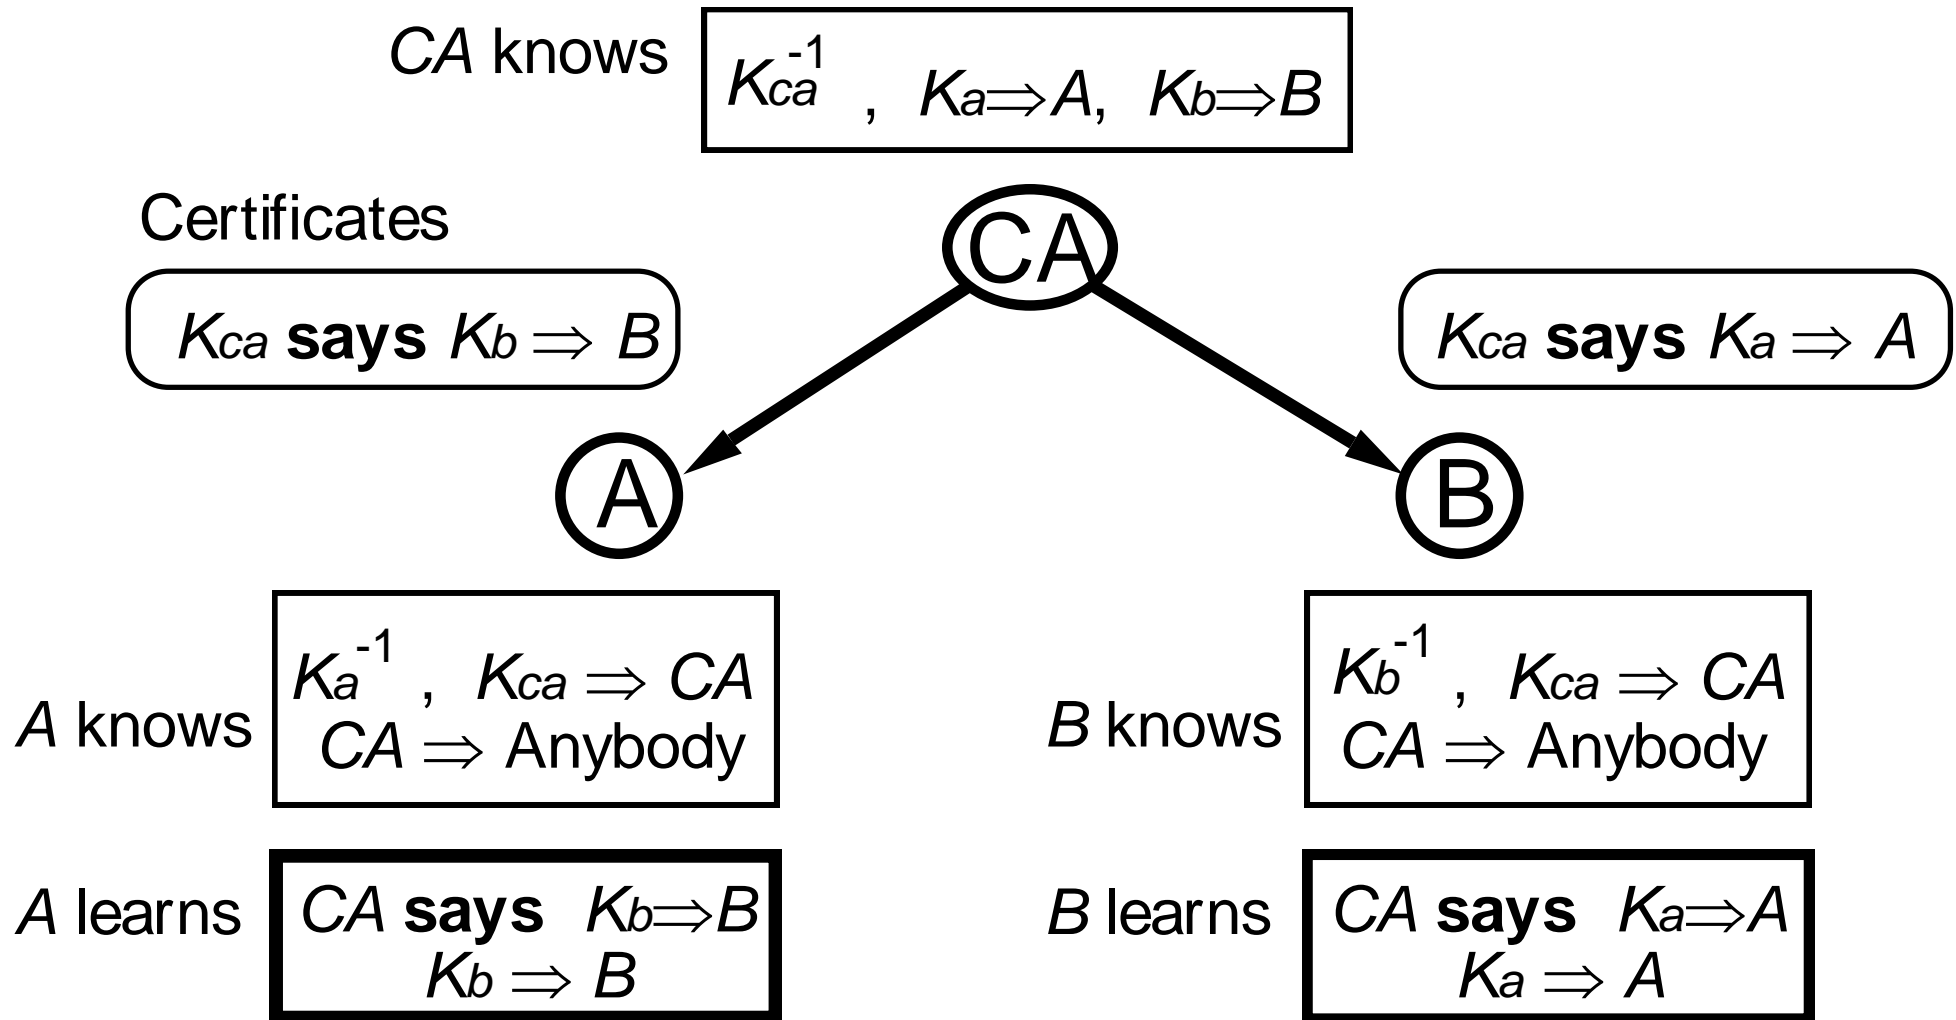 CA knows
Kca⁻¹ , Ka⇒A, Kb⇒B
Certificates
CA
Kca says Kb ⇒ B
Kca says Ka ⇒ A
A
B
A knows
Ka⁻¹ , Kca ⇒ CA
CA ⇒ Anybody
B knows
Kb⁻¹ , Kca ⇒ CA
CA ⇒ Anybody
A learns
CA says Kb⇒B
Kb ⇒ B
B learns
CA says Ka⇒A
Ka ⇒ A